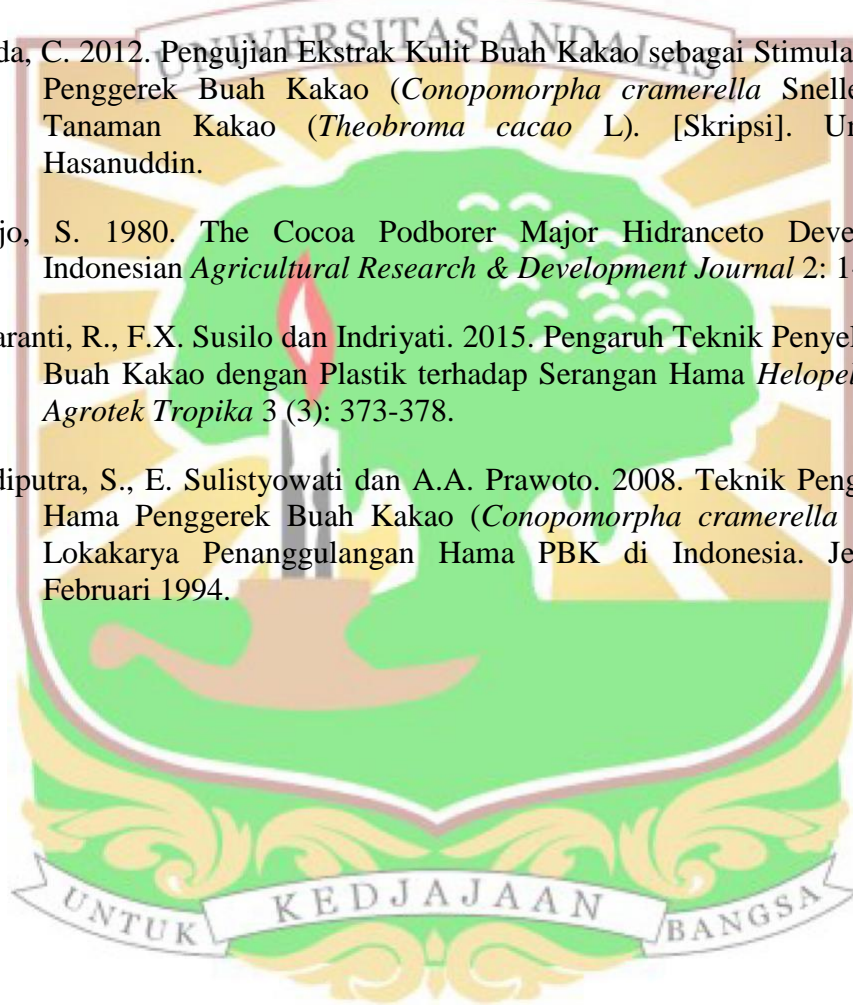 UNIVERSITAS ANDALAS
da, C. 2012. Pengujian Ekstrak Kulit Buah Kakao sebagai Stimula
Penggerek Buah Kakao (Conopomorpha cramerella Snelle
Tanaman Kakao (Theobroma cacao L). [Skripsi]. Un
Hasanuddin.
jo, S. 1980. The Cocoa Podborer Major Hidranceto Deve
Indonesian Agricultural Research & Development Journal 2: 1-
aranti, R., F.X. Susilo dan Indriyati. 2015. Pengaruh Teknik Penyel
Buah Kakao dengan Plastik terhadap Serangan Hama Helopel
Agrotek Tropika 3 (3): 373-378.
diputra, S., E. Sulistyowati dan A.A. Prawoto. 2008. Teknik Peng
Hama Penggerek Buah Kakao (Conopomorpha cramerella
Lokakarya Penanggulangan Hama PBK di Indonesia. Je
Februari 1994.
UNTUK KEDJAJAAN BANGSA